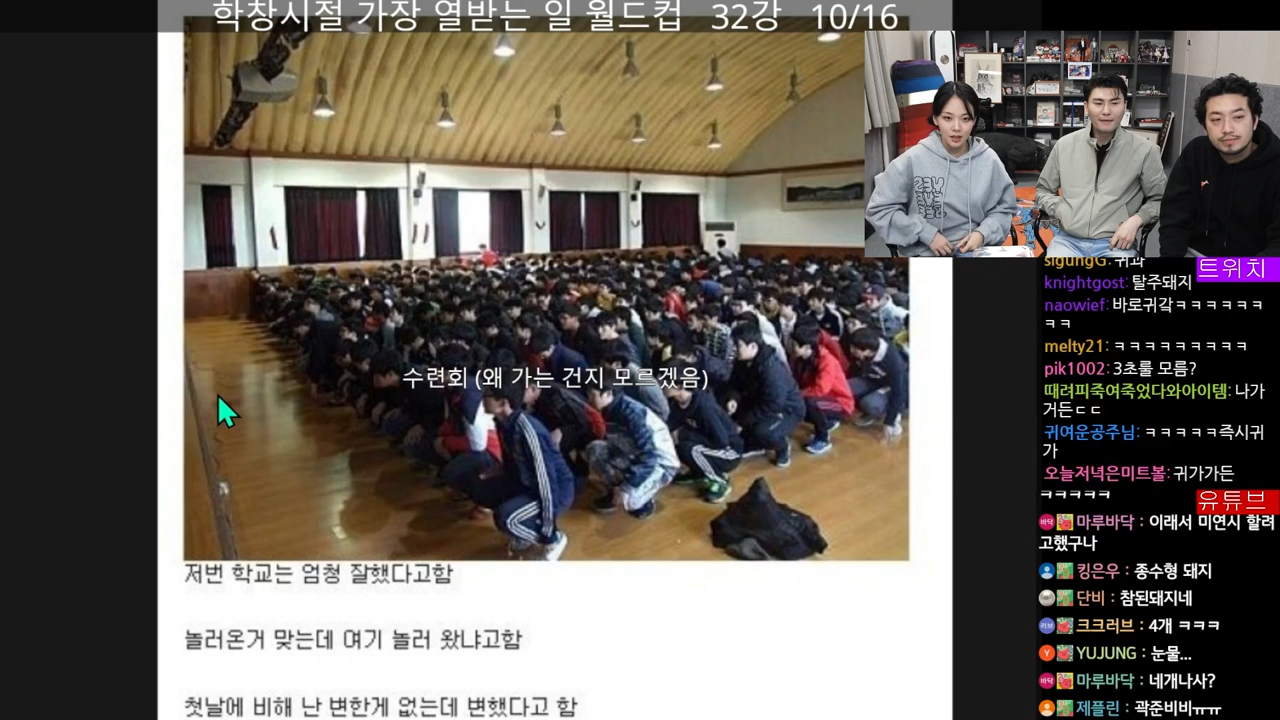 학창시절 가장 열받는 일 월드컵 32강 10/16
수련회 (왜 가는 건지 모르겠음)
저번 학교는 엄청 잘했다고함
놀러온거 맞는데 여기 놀러 왔냐고함
첫날에 비해 난 변한게 없는데 변했다고 함
sigungG: 귀와
트위치
knightgost: 탈주돼지
naowief: 바로귀갘ㅋㅋㅋㅋㅋㅋ
ㅋㅋ
melty21: ㅋㅋㅋㅋㅋㅋㅋㅋㅋ
pik1002: 3초룰 모름?
때려피죽여죽었다와아이템: 나가
거든ㄷㄷ
귀여운공주님: ㅋㅋㅋㅋㅋ즉시귀
가
오늘저녁은미트볼: 귀가가든
ㅋㅋㅋㅋㅋ
유튜브
마루바닥 : 이래서 미연시 할려
고했구나
킹은우 : 종수형 돼지
단비 : 참된돼지네
크크러브 : 4개 ㅋㅋㅋ
YUJUNG : 눈물...
마루바닥 : 네개나사?
제플린 : 곽준비비ㅠㅠ